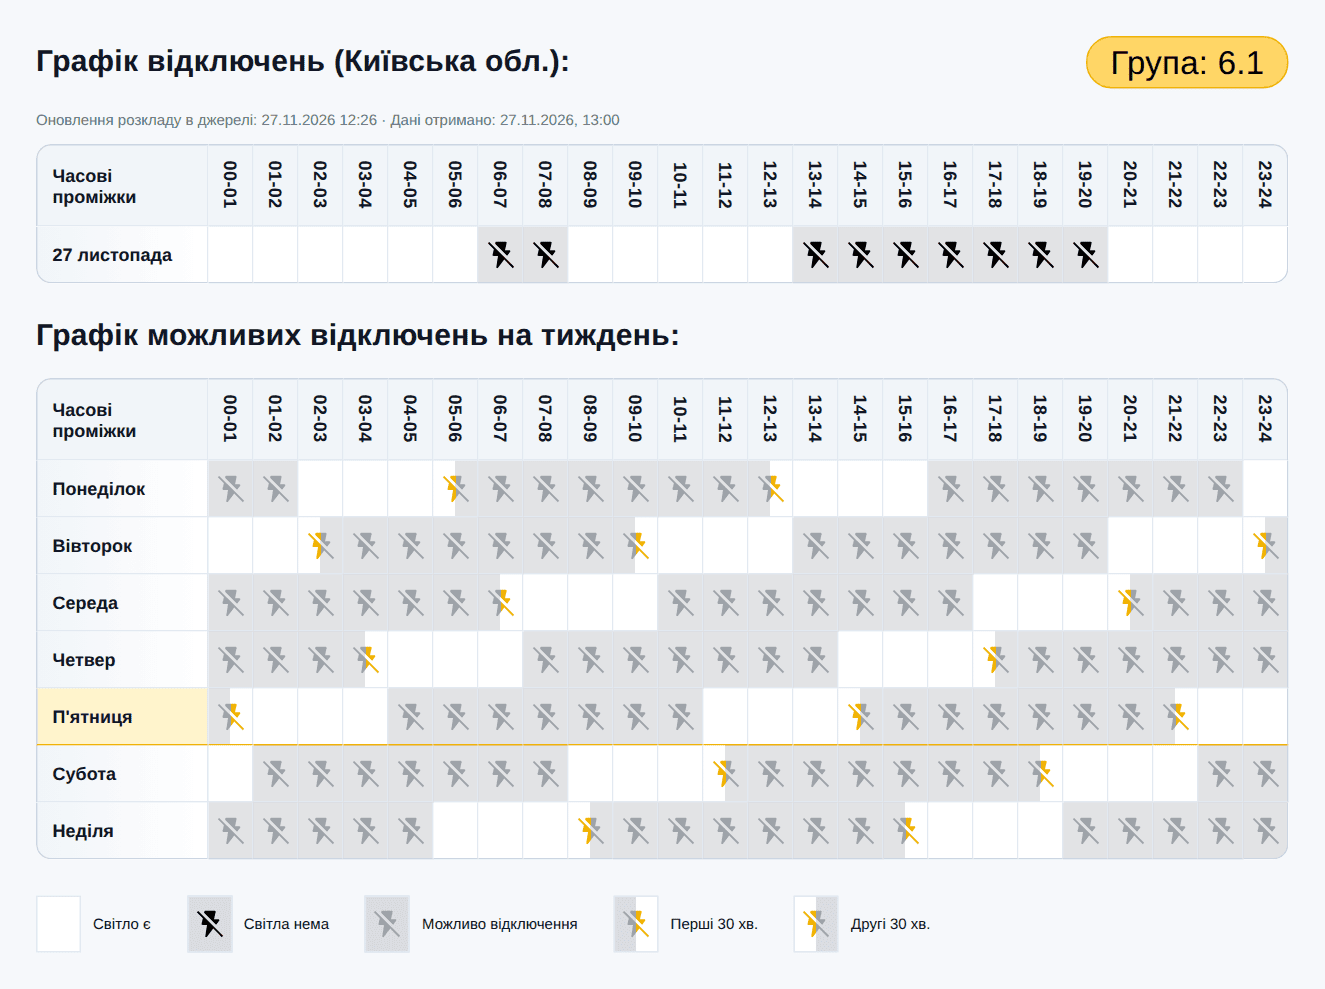 Графік відключень (Київська обл.):
Група: 6.1
Оновлення розкладу в джерелі: 27.11.2026 12:26 · Дані отримано: 27.11.2026, 13:00
Часові проміжки 00-01 01-02 02-03 03-04 04-05 05-06 06-07 07-08 08-09 09-10 10-11 11-12 12-13 13-14 14-15 15-16 16-17 17-18 18-19 19-20 20-21 21-22 22-23 23-24
27 листопада
Графік можливих відключень на тиждень:
Часові проміжки 00-01 01-02 02-03 03-04 04-05 05-06 06-07 07-08 08-09 09-10 10-11 11-12 12-13 13-14 14-15 15-16 16-17 17-18 18-19 19-20 20-21 21-22 22-23 23-24
Понеділок
Вівторок
Середа
Четвер
П'ятниця
Субота
Неділя
Світло є Світла нема Можливо відключення Перші 30 хв. Другі 30 хв.